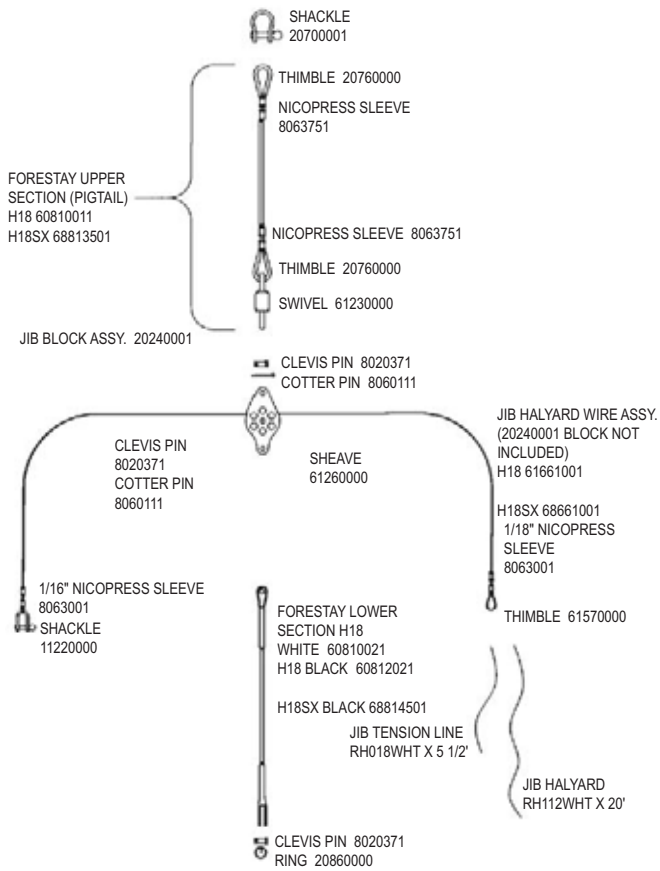 SHACKLE
20700001
THIMBLE 20760000
NICOPRESS SLEEVE
8063751
FORESTAY UPPER
SECTION (PIGTAIL)
H18 60810011
H18SX 68813501
NICOPRESS SLEEVE 8063751
THIMBLE 20760000
SWIVEL 61230000
JIB BLOCK ASSY. 20240001
CLEVIS PIN 8020371
COTTER PIN 8060111
CLEVIS PIN
8020371
COTTER PIN
8060111
SHEAVE
61260000
JIB HALYARD WIRE ASSY.
(20240001 BLOCK NOT
INCLUDED)
H18 61661001
H18SX 68661001
1/18" NICOPRESS
SLEEVE
8063001
THIMBLE 61570000
1/16" NICOPRESS SLEEVE
8063001
SHACKLE
11220000
FORESTAY LOWER
SECTION H18
WHITE 60810021
H18 BLACK 60812021
H18SX BLACK 68814501
JIB TENSION LINE
RH018WHT X 5 1/2'
JIB HALYARD
RH112WHT X 20'
CLEVIS PIN 8020371
RING 20860000